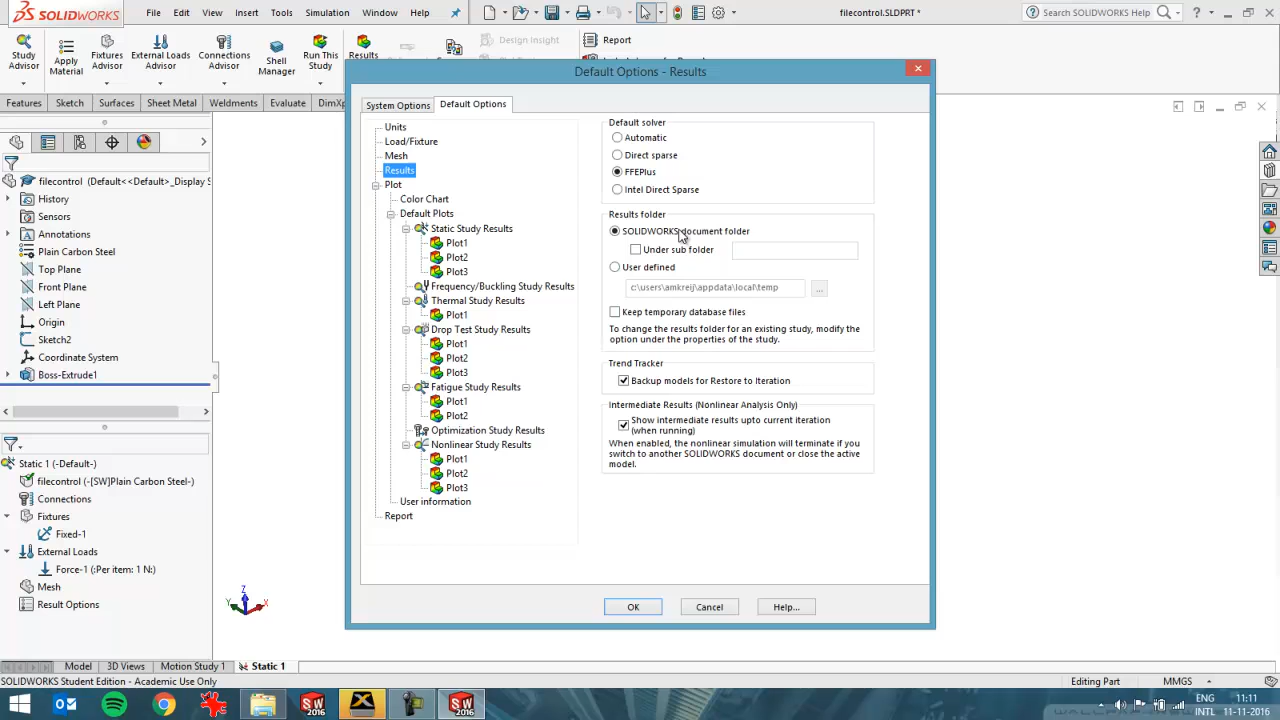 SOLIDWORKS File Edit View Insert Tools Simulation Window Help filecontrol.SLDPRT * Search SOLIDWORKS Help
Study Advisor
Apply Material
Fixtures Advisor
External Loads Advisor
Connections Advisor
Shell Manager
Run This Study
Results
Design Insight
Report
Features Sketch Surfaces Sheet Metal Weldments Evaluate DimXp
filecontrol (Default<<Default>_Display S
History
Sensors
Annotations
Plain Carbon Steel
Top Plane
Front Plane
Left Plane
Origin
Sketch2
Coordinate System
Boss-Extrude1
Static 1 (-Default-)
filecontrol (-[SW]Plain Carbon Steel-)
Connections
Fixtures
Fixed-1
External Loads
Force-1 (:Per item: 1 N:)
Mesh
Result Options
Default Options - Results
System Options Default Options
Units
Load/Fixture
Mesh
Results
Plot
Color Chart
Default Plots
Static Study Results
Plot1
Plot2
Plot3
Frequency/Buckling Study Results
Thermal Study Results
Plot1
Drop Test Study Results
Plot1
Plot2
Plot3
Fatigue Study Results
Plot1
Plot2
Optimization Study Results
Nonlinear Study Results
Plot1
Plot2
Plot3
User information
Report
Default solver
Automatic
Direct sparse
FFEPlus
Intel Direct Sparse
Results folder
SOLIDWORKS document folder
Under sub folder
User defined
c:\users\amkreij\appdata\local\temp ...
Keep temporary database files
To change the results folder for an existing study, modify the
option under the properties of the study.
Trend Tracker
Backup models for Restore to Iteration
Intermediate Results (Nonlinear Analysis Only)
Show intermediate results upto current iteration
(when running)
When enabled, the nonlinear simulation will terminate if you
switch to another SOLIDWORKS document or close the active
model.
OK Cancel Help...
Z
Y X
Model 3D Views Motion Study 1 Static 1
SOLIDWORKS Student Edition - Academic Use Only Editing Part MMGS
SW 2016 SW 2016
ENG 11:11
INTL 11-11-2016